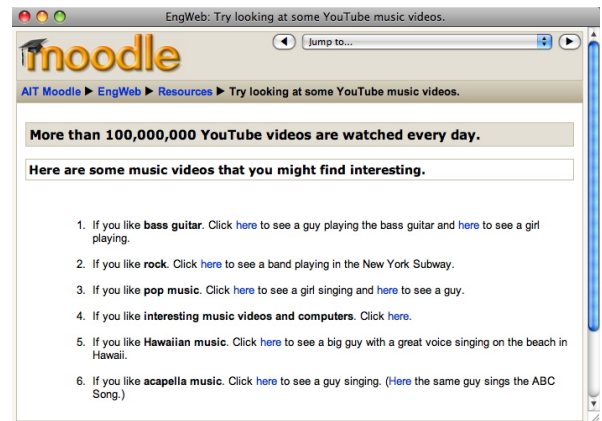 EngWeb: Try looking at some YouTube music videos.
moodle
Jump to...
AIT Moodle ► EngWeb ► Resources ► Try looking at some YouTube music videos.
More than 100,000,000 YouTube videos are watched every day.
Here are some music videos that you might find interesting.
1. If you like bass guitar. Click here to see a guy playing the bass guitar and here to see a girl
playing.
2. If you like rock. Click here to see a band playing in the New York Subway.
3. If you like pop music. Click here to see a girl singing and here to see a guy.
4. If you like interesting music videos and computers. Click here.
5. If you like Hawaiian music. Click here to see a big guy with a great voice singing on the beach in
Hawaii.
6. If you like acapella music. Click here to see a guy singing. (Here the same guy sings the ABC
Song.)